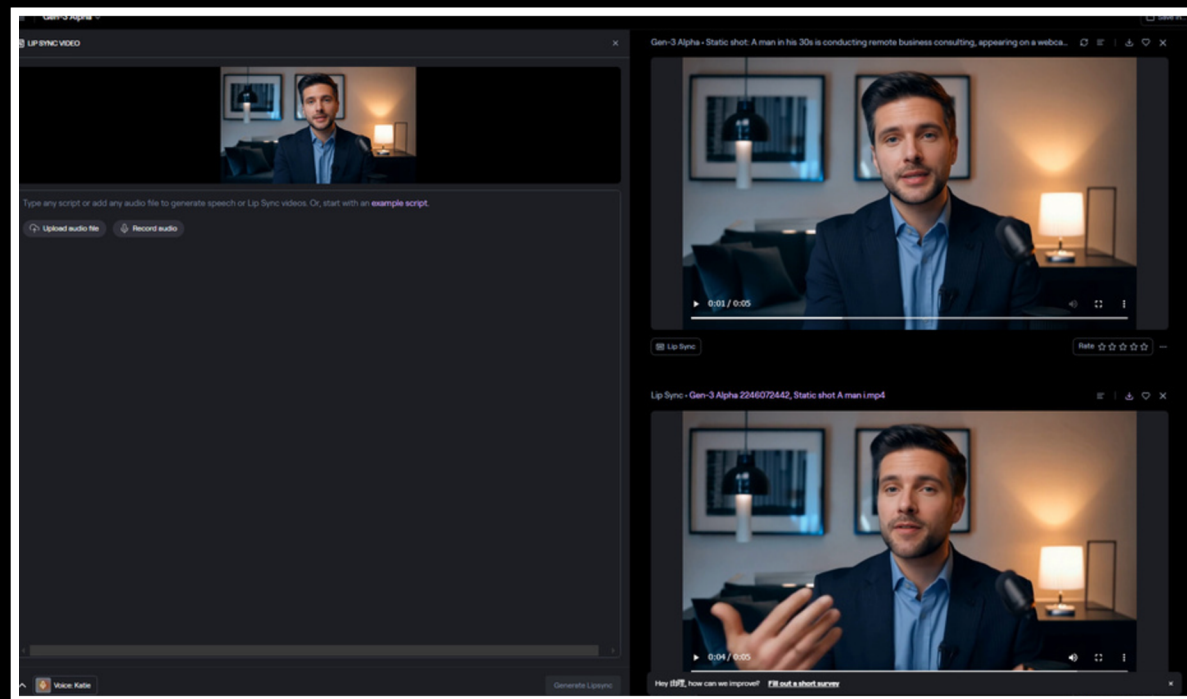 Gen-3 Alpha
Save in
LIP SYNC VIDEO
Type any script or add any audio file to generate speech or Lip Sync videos. Or, start with an example script.
Upload audio file
Record audio
Voice: Katie
Generate Lipsync
Gen-3 Alpha • Static shot: A man in his 30s is conducting remote business consulting, appearing on a webca...
0:01 / 0:05
Lip Sync
Rate
Lip Sync • Gen-3 Alpha 2246072442, Static shot A man i.mp4
0:04 / 0:05
Hey how can we improve? Fill out a short survey